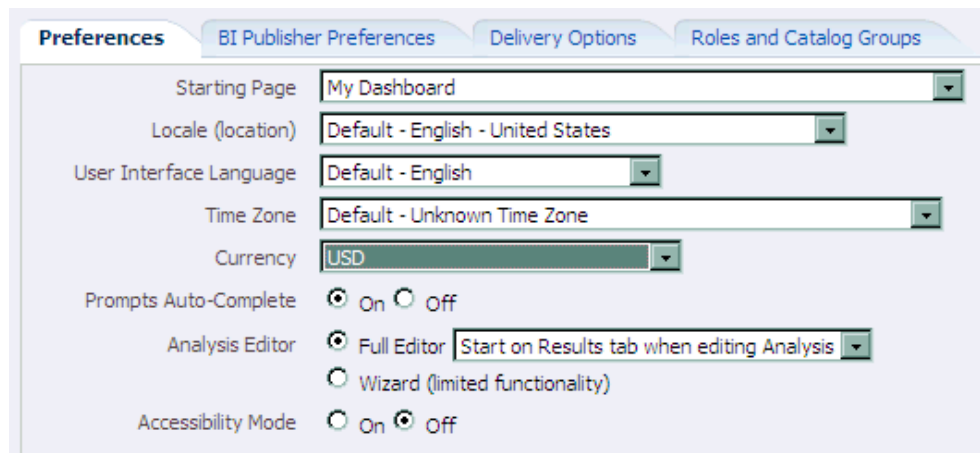 Preferences BI Publisher Preferences Delivery Options Roles and Catalog Groups
Starting Page My Dashboard
Locale (location) Default - English - United States
User Interface Language Default - English
Time Zone Default - Unknown Time Zone
Currency USD
Prompts Auto-Complete On Off
Analysis Editor Full Editor Start on Results tab when editing Analysis
Wizard (limited functionality)
Accessibility Mode On Off